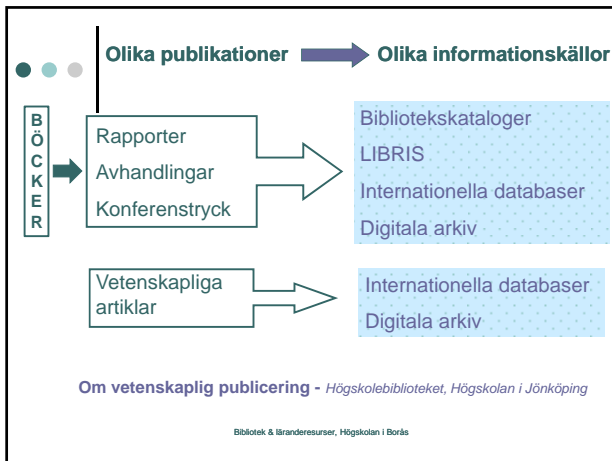 Olika publikationer Olika informationskällor
BÖCKER
Rapporter
Avhandlingar
Konferenstryck
Bibliotekskataloger
LIBRIS
Internationella databaser
Digitala arkiv
Vetenskapliga
artiklar
Internationella databaser
Digitala arkiv
Om vetenskaplig publicering - Högskolebiblioteket, Högskolan i Jönköping
Bibliotek & läranderesurser, Högskolan i Borås